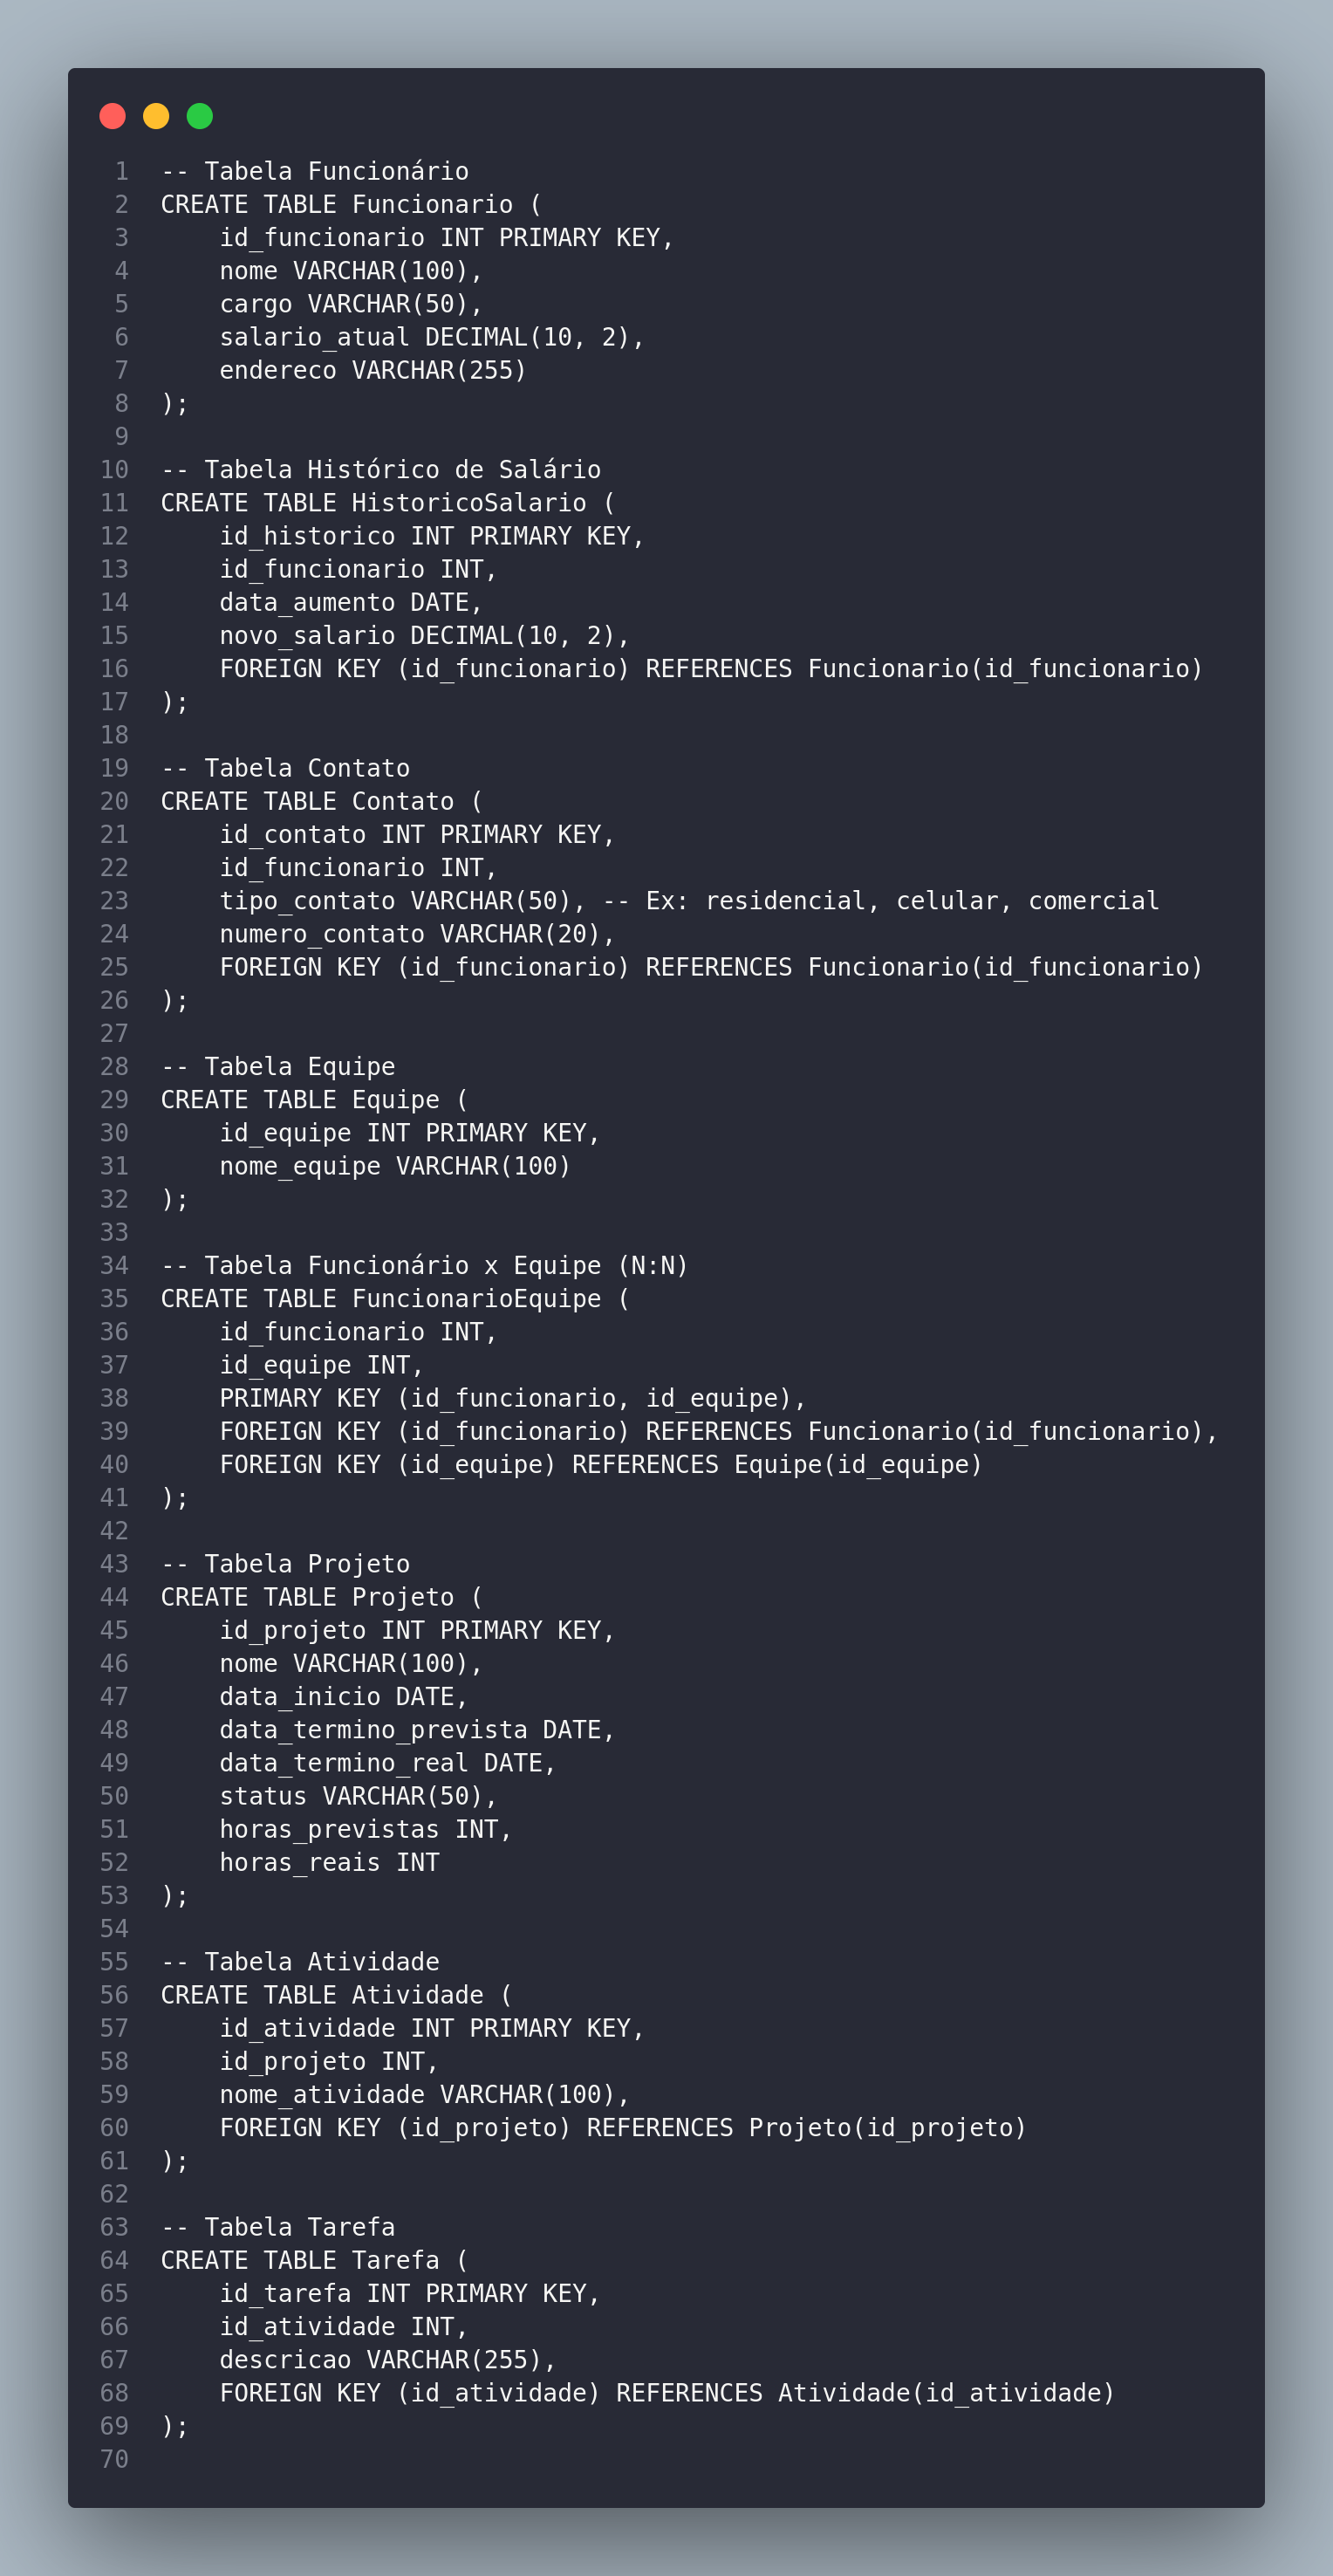 1 -- Tabela Funcionário
2 CREATE TABLE Funcionario (
3     id_funcionario INT PRIMARY KEY,
4     nome VARCHAR(100),
5     cargo VARCHAR(50),
6     salario_atual DECIMAL(10, 2),
7     endereco VARCHAR(255)
8 );
9
10 -- Tabela Histórico de Salário
11 CREATE TABLE HistoricoSalario (
12     id_historico INT PRIMARY KEY,
13     id_funcionario INT,
14     data_aumento DATE,
15     novo_salario DECIMAL(10, 2),
16     FOREIGN KEY (id_funcionario) REFERENCES Funcionario(id_funcionario)
17 );
18
19 -- Tabela Contato
20 CREATE TABLE Contato (
21     id_contato INT PRIMARY KEY,
22     id_funcionario INT,
23     tipo_contato VARCHAR(50), -- Ex: residencial, celular, comercial
24     numero_contato VARCHAR(20),
25     FOREIGN KEY (id_funcionario) REFERENCES Funcionario(id_funcionario)
26 );
27
28 -- Tabela Equipe
29 CREATE TABLE Equipe (
30     id_equipe INT PRIMARY KEY,
31     nome_equipe VARCHAR(100)
32 );
33
34 -- Tabela Funcionário x Equipe (N:N)
35 CREATE TABLE FuncionarioEquipe (
36     id_funcionario INT,
37     id_equipe INT,
38     PRIMARY KEY (id_funcionario, id_equipe),
39     FOREIGN KEY (id_funcionario) REFERENCES Funcionario(id_funcionario),
40     FOREIGN KEY (id_equipe) REFERENCES Equipe(id_equipe)
41 );
42
43 -- Tabela Projeto
44 CREATE TABLE Projeto (
45     id_projeto INT PRIMARY KEY,
46     nome VARCHAR(100),
47     data_inicio DATE,
48     data_termino_prevista DATE,
49     data_termino_real DATE,
50     status VARCHAR(50),
51     horas_previstas INT,
52     horas_reais INT
53 );
54
55 -- Tabela Atividade
56 CREATE TABLE Atividade (
57     id_atividade INT PRIMARY KEY,
58     id_projeto INT,
59     nome_atividade VARCHAR(100),
60     FOREIGN KEY (id_projeto) REFERENCES Projeto(id_projeto)
61 );
62
63 -- Tabela Tarefa
64 CREATE TABLE Tarefa (
65     id_tarefa INT PRIMARY KEY,
66     id_atividade INT,
67     descricao VARCHAR(255),
68     FOREIGN KEY (id_atividade) REFERENCES Atividade(id_atividade)
69 );
70